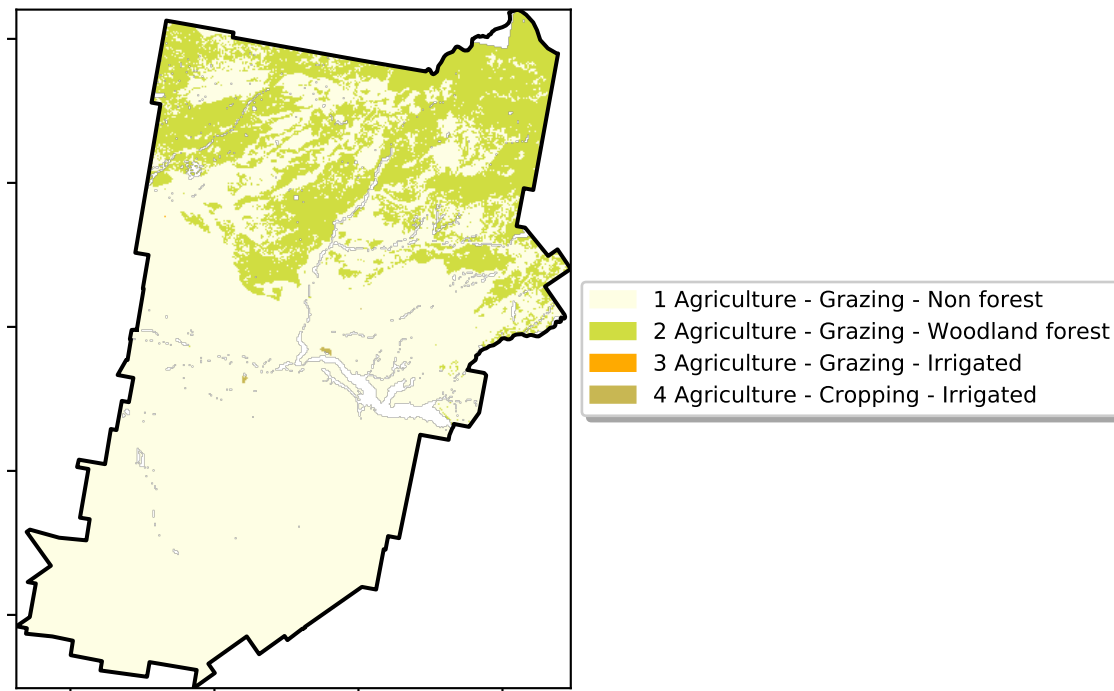 1 Agriculture - Grazing - Non forest
2 Agriculture - Grazing - Woodland forest
3 Agriculture - Grazing - Irrigated
4 Agriculture - Cropping - Irrigated